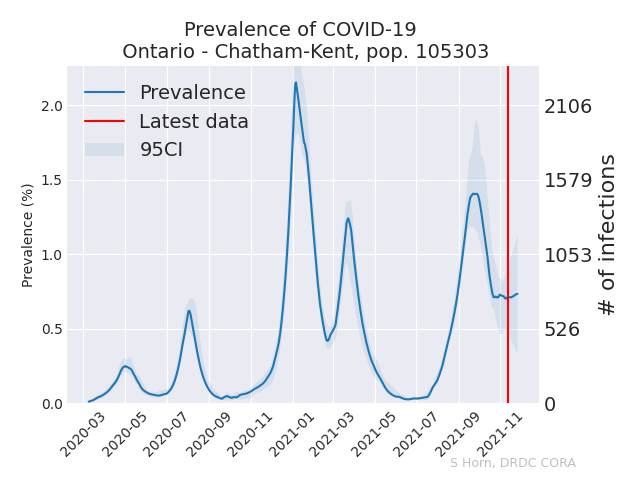 Prevalence of COVID-19
Ontario - Chatham-Kent, pop. 105303
Prevalence
Latest data
95CI
Prevalence (%)
2.0
1.5
1.0
0.5
0.0
2106
1579
1053
526
0
# of infections
2020-03
2020-05
2020-07
2020-09
2020-11
2021-01
2021-03
2021-05
2021-07
2021-09
2021-11
S Horn, DRDC CORA